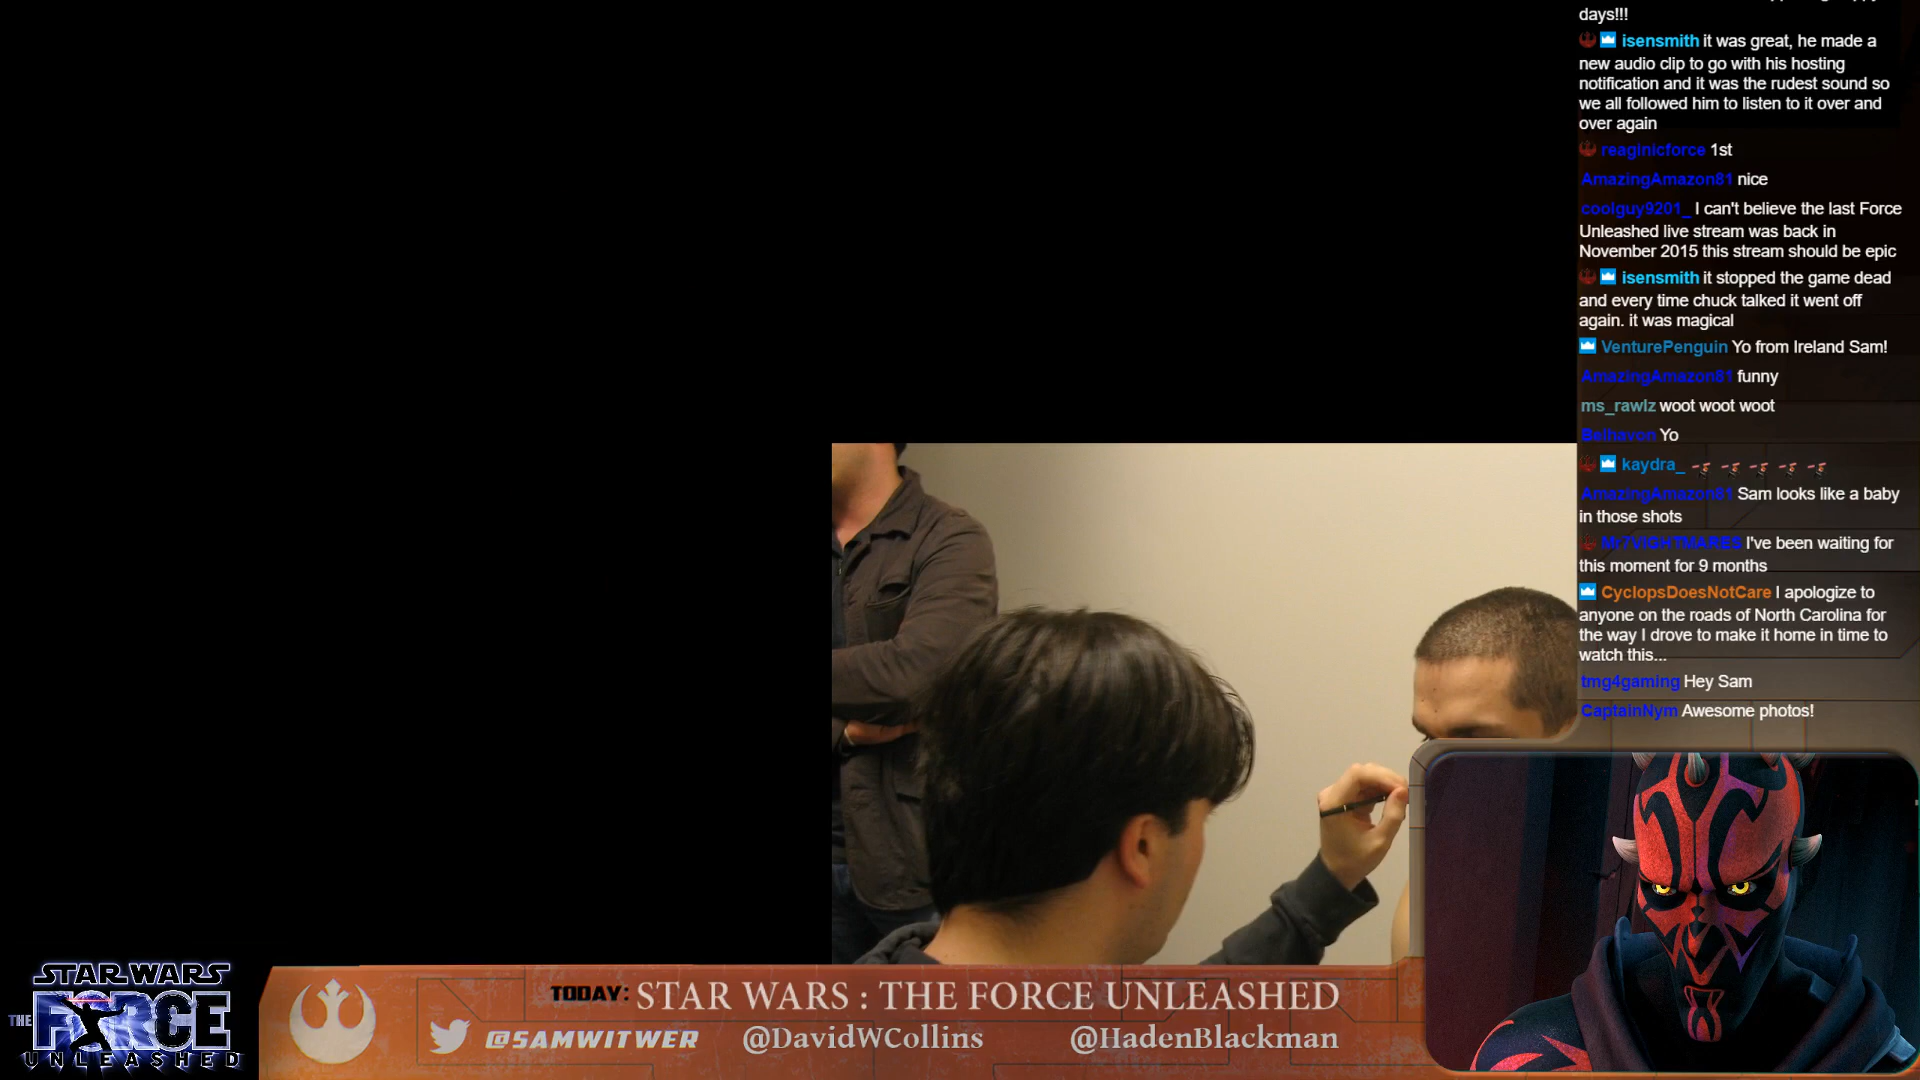 days!!!
isensmith it was great, he made a
new audio clip to go with his hosting
notification and it was the rudest sound so
we all followed him to listen to it over and
over again
reaginicforce 1st
AmazingAmazon81 nice
coolguy9201_ I can't believe the last Force
Unleashed live stream was back in
November 2015 this stream should be epic
isensmith it stopped the game dead
and every time chuck talked it went off
again. it was magical
VenturePenguin Yo from Ireland Sam!
AmazingAmazon81 funny
ms_rawlz woot woot woot
Belhavon Yo
kaydra_
AmazingAmazon81 Sam looks like a baby
in those shots
Mr7ViGHTMARES I've been waiting for
this moment for 9 months
CyclopsDoesNotCare I apologize to
anyone on the roads of North Carolina for
the way I drove to make it home in time to
watch this...
tmg4gaming Hey Sam
CaptainNym Awesome photos!
STAR WARS
THE FORCE
UNLEASHED
TODAY: STAR WARS : THE FORCE UNLEASHED
@SAMWITWER @DavidWCollins @HadenBlackman